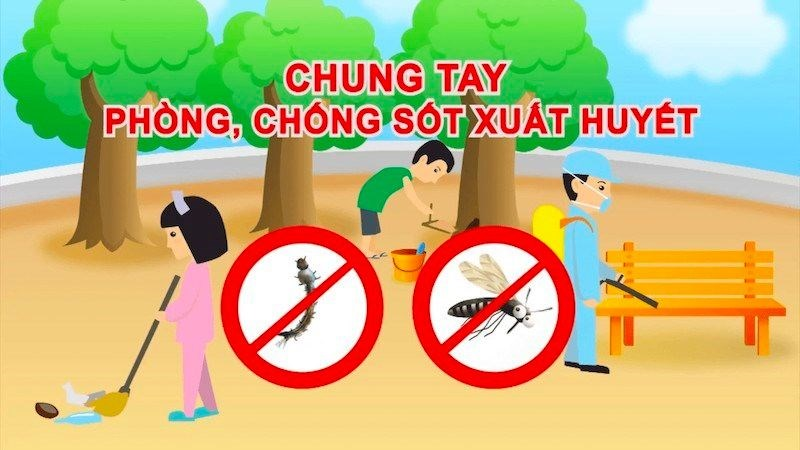 CHUNG TAY
PHÒNG, CHỐNG SỐT XUẤT HUYẾT